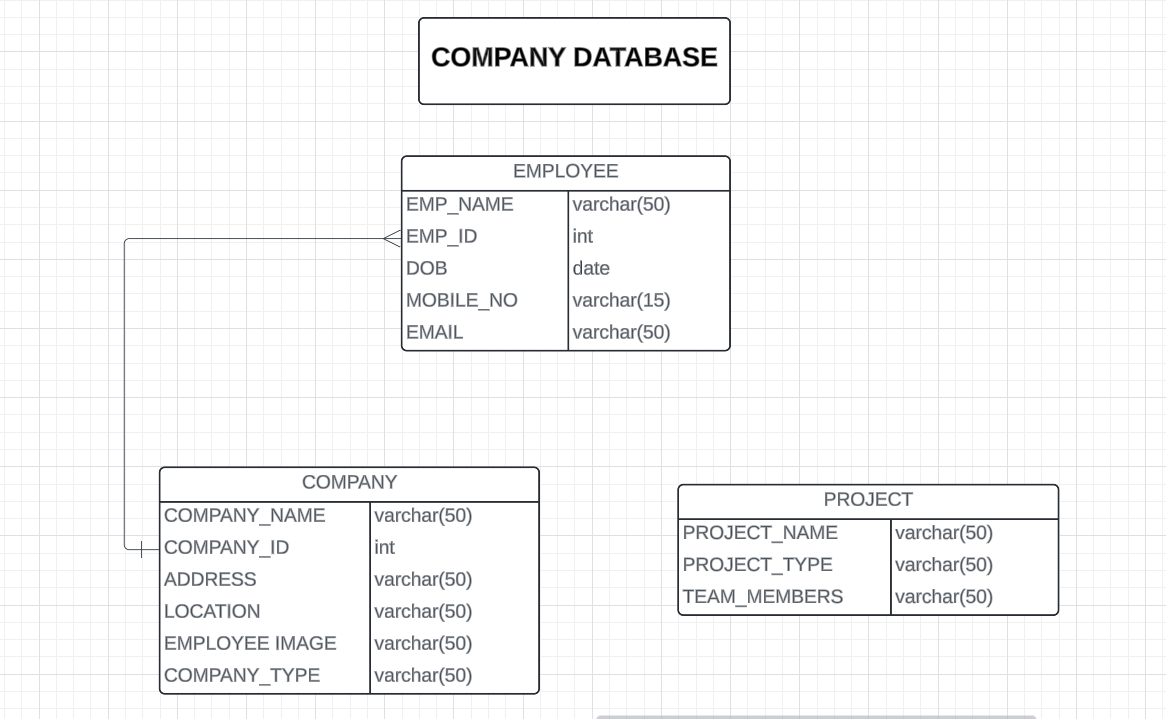 COMPANY DATABASE
EMPLOYEE
EMP_NAME varchar(50)
EMP_ID int
DOB date
MOBILE_NO varchar(15)
EMAIL varchar(50)
COMPANY
COMPANY_NAME varchar(50)
COMPANY_ID int
ADDRESS varchar(50)
LOCATION varchar(50)
EMPLOYEE IMAGE varchar(50)
COMPANY_TYPE varchar(50)
PROJECT
PROJECT_NAME varchar(50)
PROJECT_TYPE varchar(50)
TEAM_MEMBERS varchar(50)